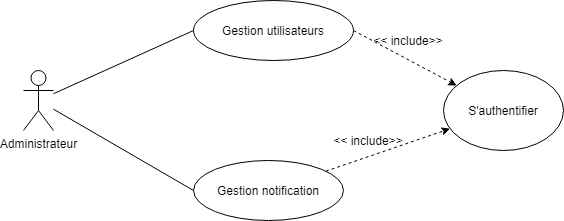 Gestion utilisateurs
<< include>>
S'authentifier
Administrateur
<< include>>
Gestion notification